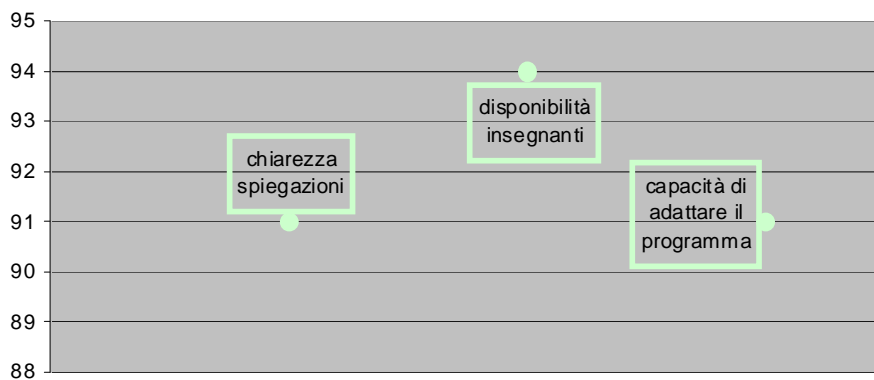 95
94
93
92
91
90
89
88
chiarezza
spiegazioni
disponibilità
insegnanti
capacità di
adattare il
programma